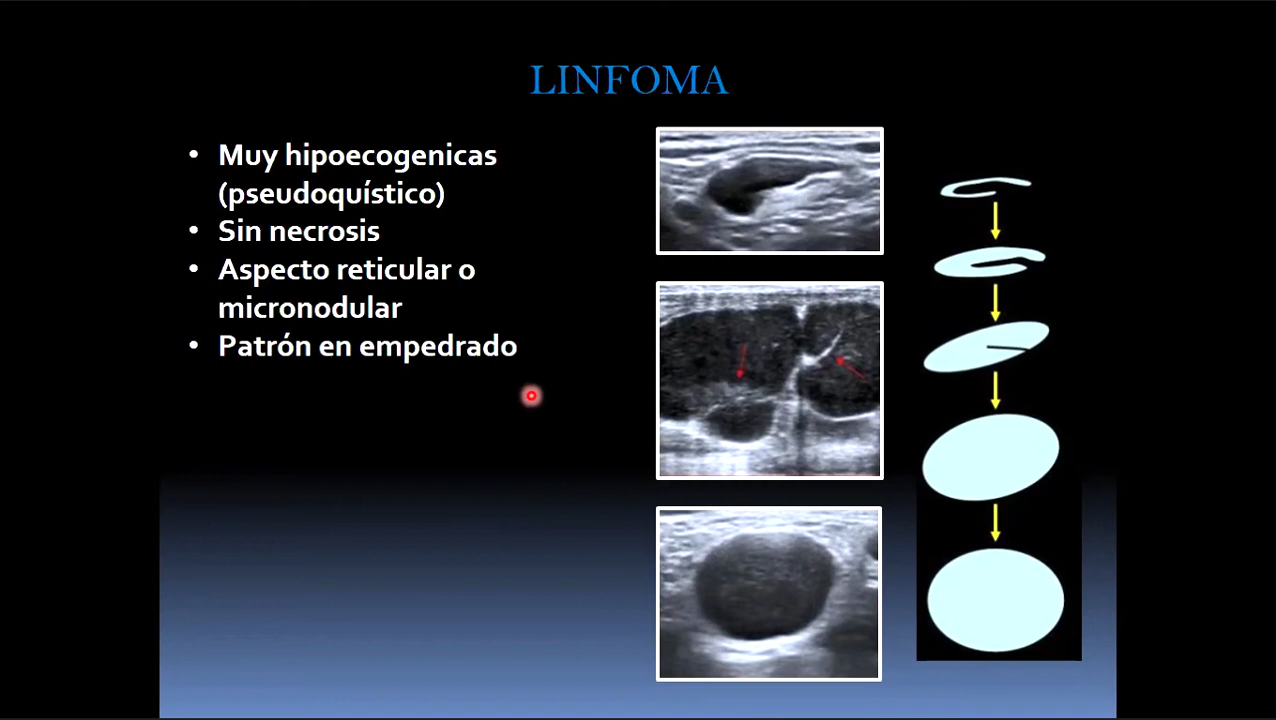 LINFOMA
• Muy hipoecogenicas
(pseudoquístico)
• Sin necrosis
• Aspecto reticular o
micronodular
• Patrón en empedrado